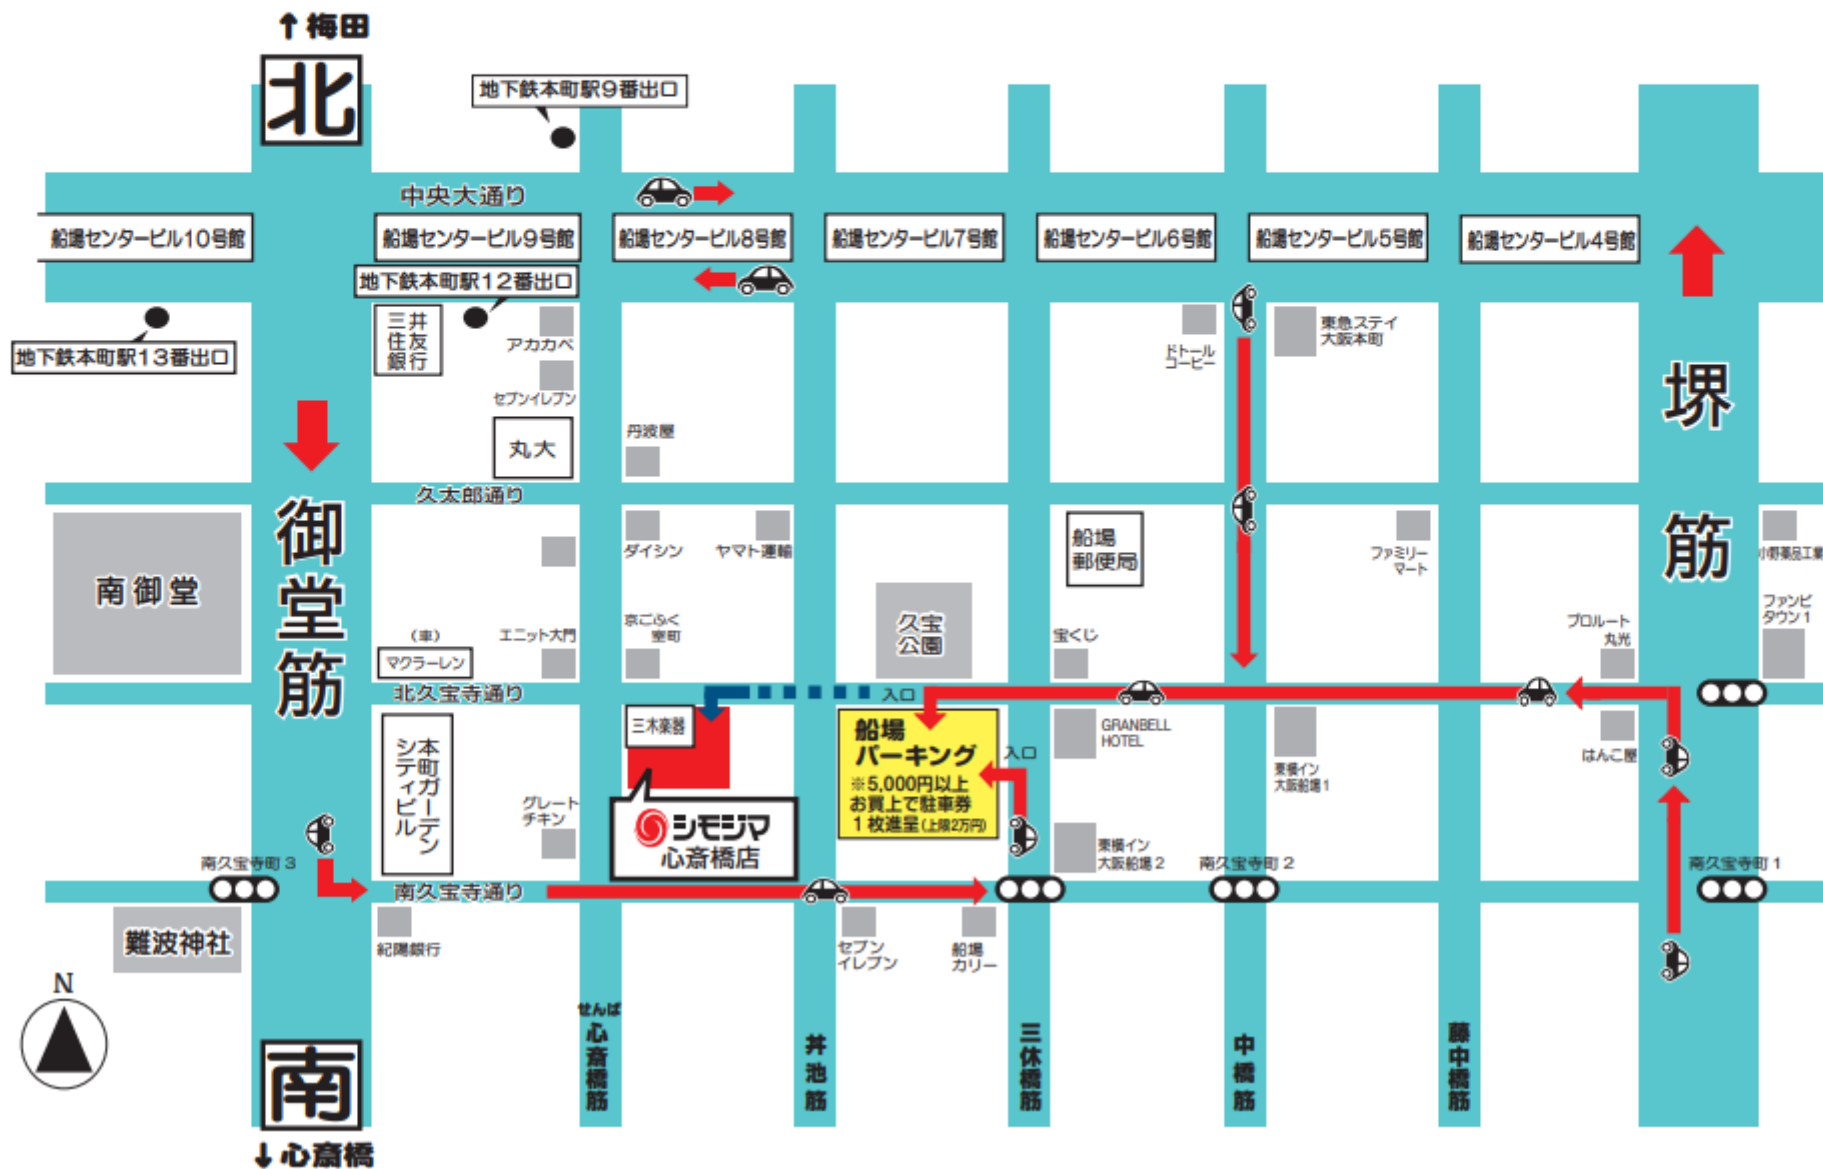 ↑梅田
北
地下鉄本町駅9番出口
中央大通り
船場センタービル10号館
船場センタービル9号館
船場センタービル8号館
船場センタービル7号館
船場センタービル6号館
船場センタービル5号館
船場センタービル4号館
地下鉄本町駅12番出口
地下鉄本町駅13番出口
三井
住友
銀行
アカカベ
セブンイレブン
丸大
丹波屋
ドトール
コーヒー
東急ステイ
大阪本町
堺筋
久太郎通り
御堂筋
南御堂
ダイシン
ヤマト運輸
船場
郵便局
ファミリー
マート
小野薬品工業
ファンビ
タウン1
プロルート
丸光
(車)
マクラーレン
エニット大門
京ごふく
室町
久宝
公園
宝くじ
北久宝寺通り
入口
三木楽器
船場
パーキング
※5,000円以上
お買上で駐車券
1枚進呈(上限2万円)
入口
GRANBELL
HOTEL
東横イン
大阪船場1
はんこ屋
本町ガーデン
シティビル
グレート
チキン
シモジマ
心斎橋店
東横イン
大阪船場2
南久宝寺町3
南久宝寺通り
南久宝寺町2
南久宝寺町1
難波神社
紀陽銀行
セブン
イレブン
船場
カリー
N
せんば
心斎橋筋
丼池筋
三休橋筋
中橋筋
藤中橋筋
南
↓心斎橋